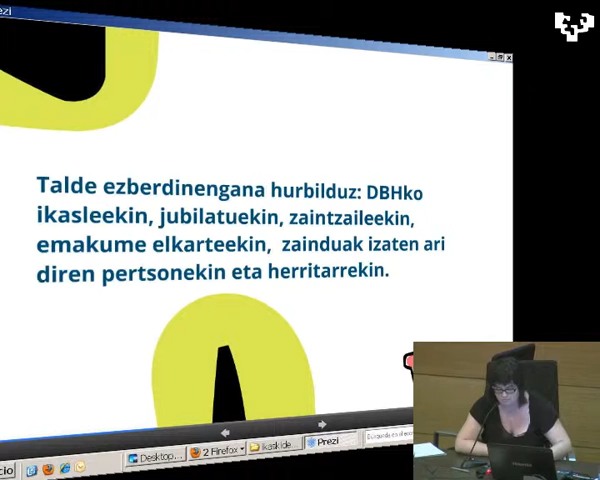 Prezi
Talde ezberdinengana hurbilduz: DBHko
ikasleekin, jubilatuekin, zaintzaileekin,
emakume elkarteekin, zainduak izaten ari
diren pertsonekin eta herritarrekin.
Desktop...
2 Firefox
ikaskide...
Prezi